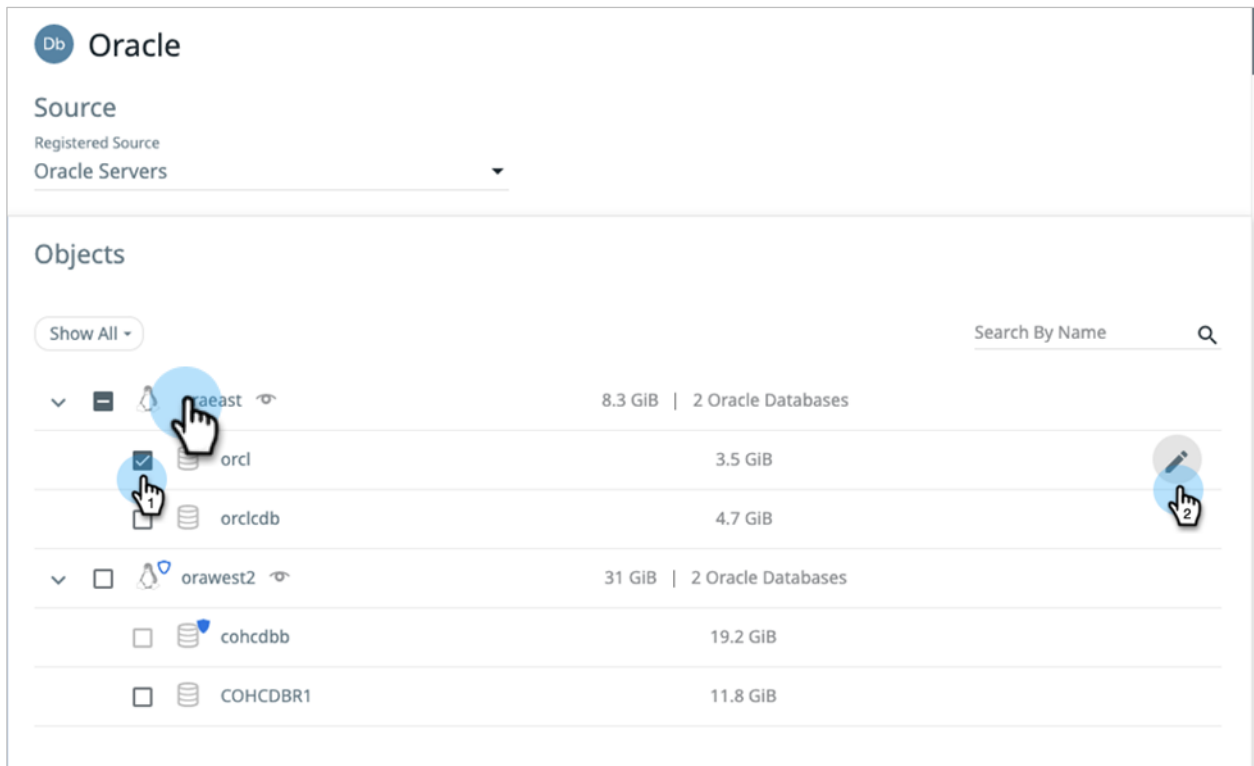 Db Oracle
Source
Registered Source
Oracle Servers
Objects
Show All
Search By Name
raeast 8.3 GiB | 2 Oracle Databases
orcl 3.5 GiB
1
2
orclcdb 4.7 GiB
orawest2 31 GiB | 2 Oracle Databases
cohcdbb 19.2 GiB
COHCDBR1 11.8 GiB